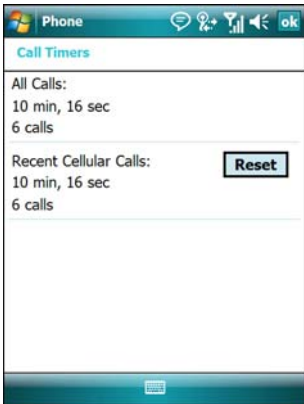 Phone ok
Call Timers
All Calls:
10 min, 16 sec
6 calls
Recent Cellular Calls:
Reset
10 min, 16 sec
6 calls